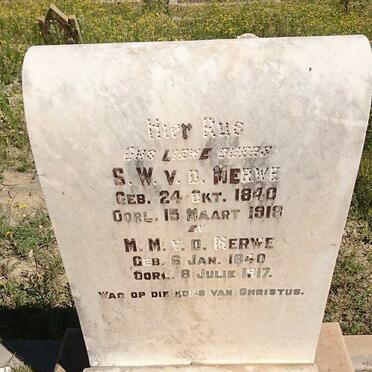 Hier Rus
Ons Liewe Ouers
S. W. V. D. Merwe
Geb. 24 Okt. 1840
Oorl. 15 Maart 1918
en
M. M. V. D. Merwe
Geb. 6 Jan. 1840
Oorl. 8 Julie 1917.
Wag op die koms van Christus.